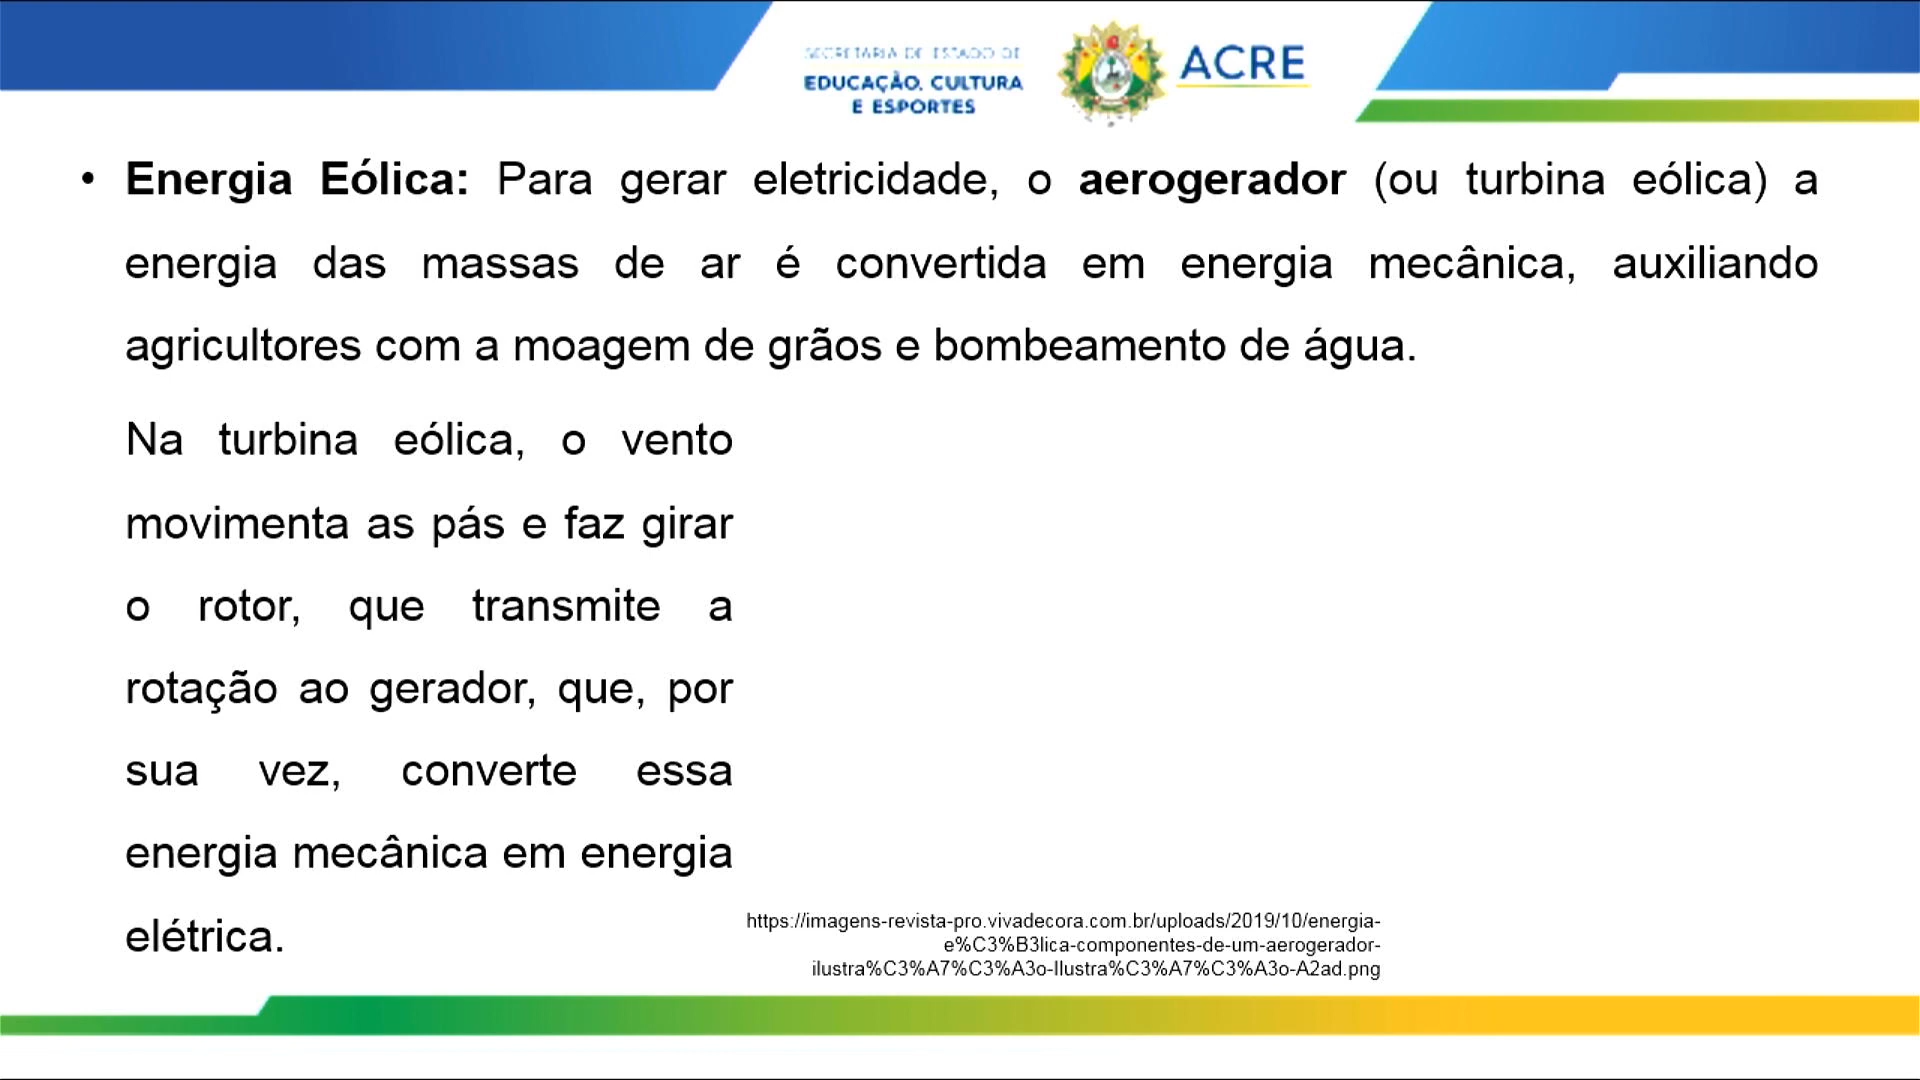 SECRETARIA DE ESTADO DE
EDUCAÇÃO, CULTURA
E ESPORTES
ACRE
• Energia Eólica: Para gerar eletricidade, o aerogerador (ou turbina eólica) a
energia das massas de ar é convertida em energia mecânica, auxiliando
agricultores com a moagem de grãos e bombeamento de água.
Na turbina eólica, o vento
movimenta as pás e faz girar
o rotor, que transmite a
rotação ao gerador, que, por
sua vez, converte essa
energia mecânica em energia
elétrica.
https://imagens-revista-pro.vivadecora.com.br/uploads/2019/10/energia-
e%C3%B3lica-componentes-de-um-aerogerador-
ilustra%C3%A7%C3%A3o-Ilustra%C3%A7%C3%A3o-A2ad.png